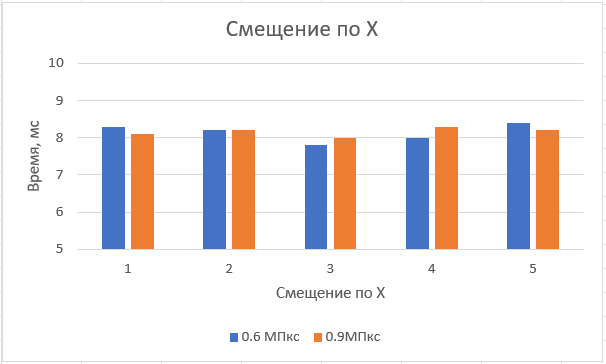 Смещение по X
10
9
8
7
6
5
Время, мс
1 2 3 4 5
Смещение по X
0.6 МПкс 0.9МПкс